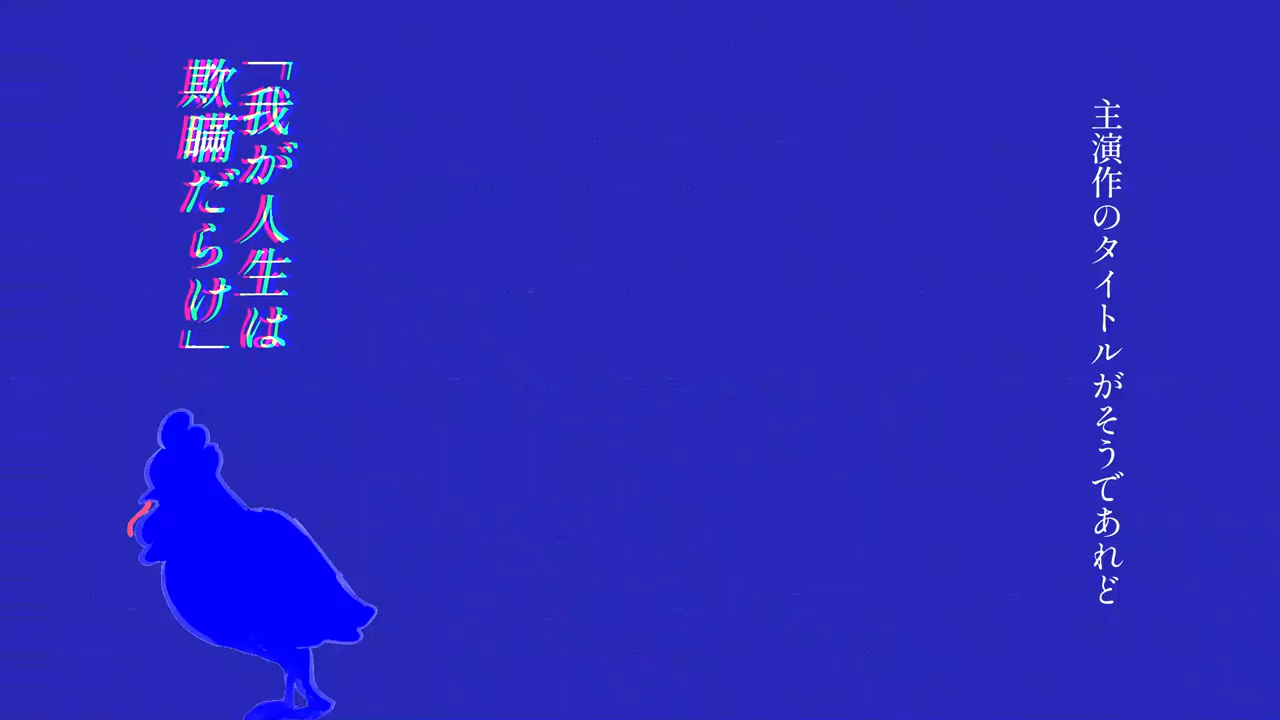 主演作のタイトルがそうであれど
「我が人生は
欺瞞だらけ」